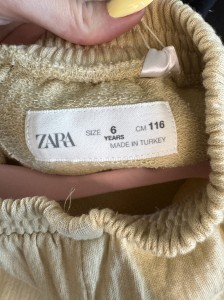 ZARA
SIZE 6 YEARS
CM 116
MADE IN TURKEY